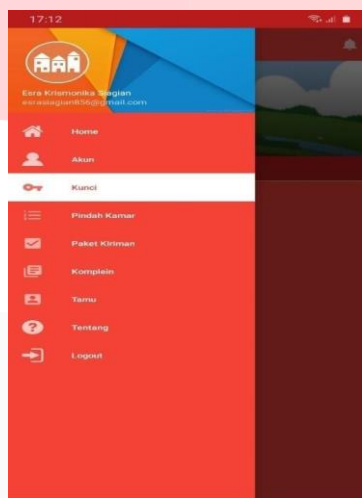 17:12
Esra Krismonika Siagian
esrasiagian656@gmail.com
Home
Akun
Kunci
Pindah Kamar
Paket Kiriman
Komplein
Tamu
Tentang
Logout